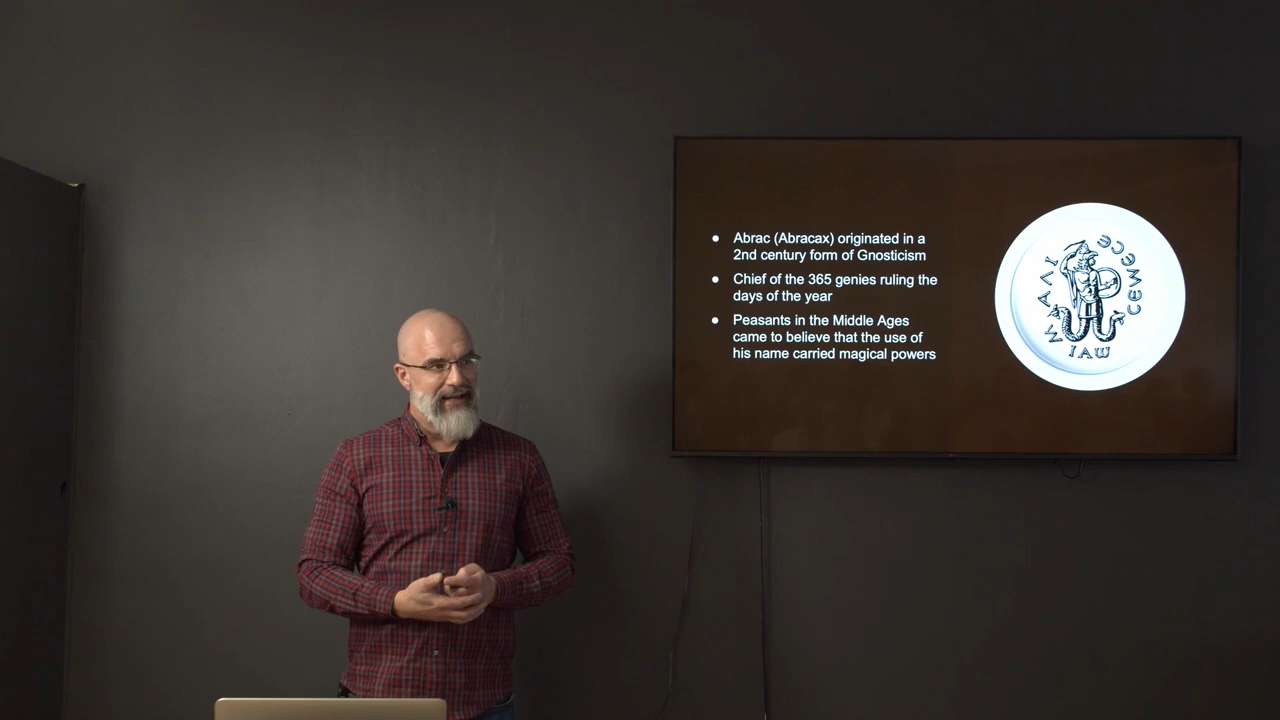 ● Abrac (Abracax) originated in a
2nd century form of Gnosticism
● Chief of the 365 genies ruling the
days of the year
● Peasants in the Middle Ages
came to believe that the use of
his name carried magical powers
ΙΑѠ